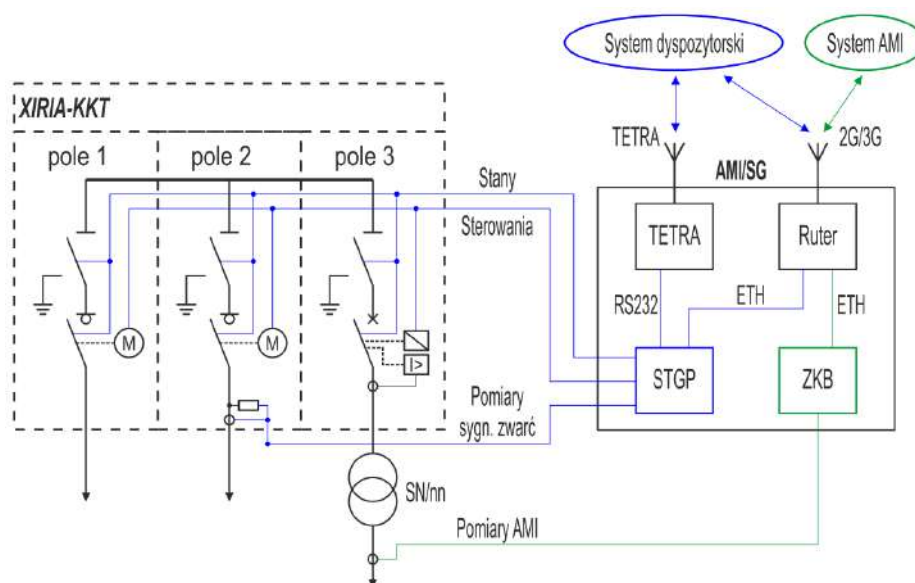 System dyspozytorski
System AMI
XIRIA-KKT
TETRA
2G/3G
pole 1
pole 2
pole 3
AMI/SG
Stany
Sterowania
TETRA
Ruter
RS232
ETH
ETH
M
M
I>
STGP
ZKB
Pomiary
sygn. zwarć
SN/nn
Pomiary AMI